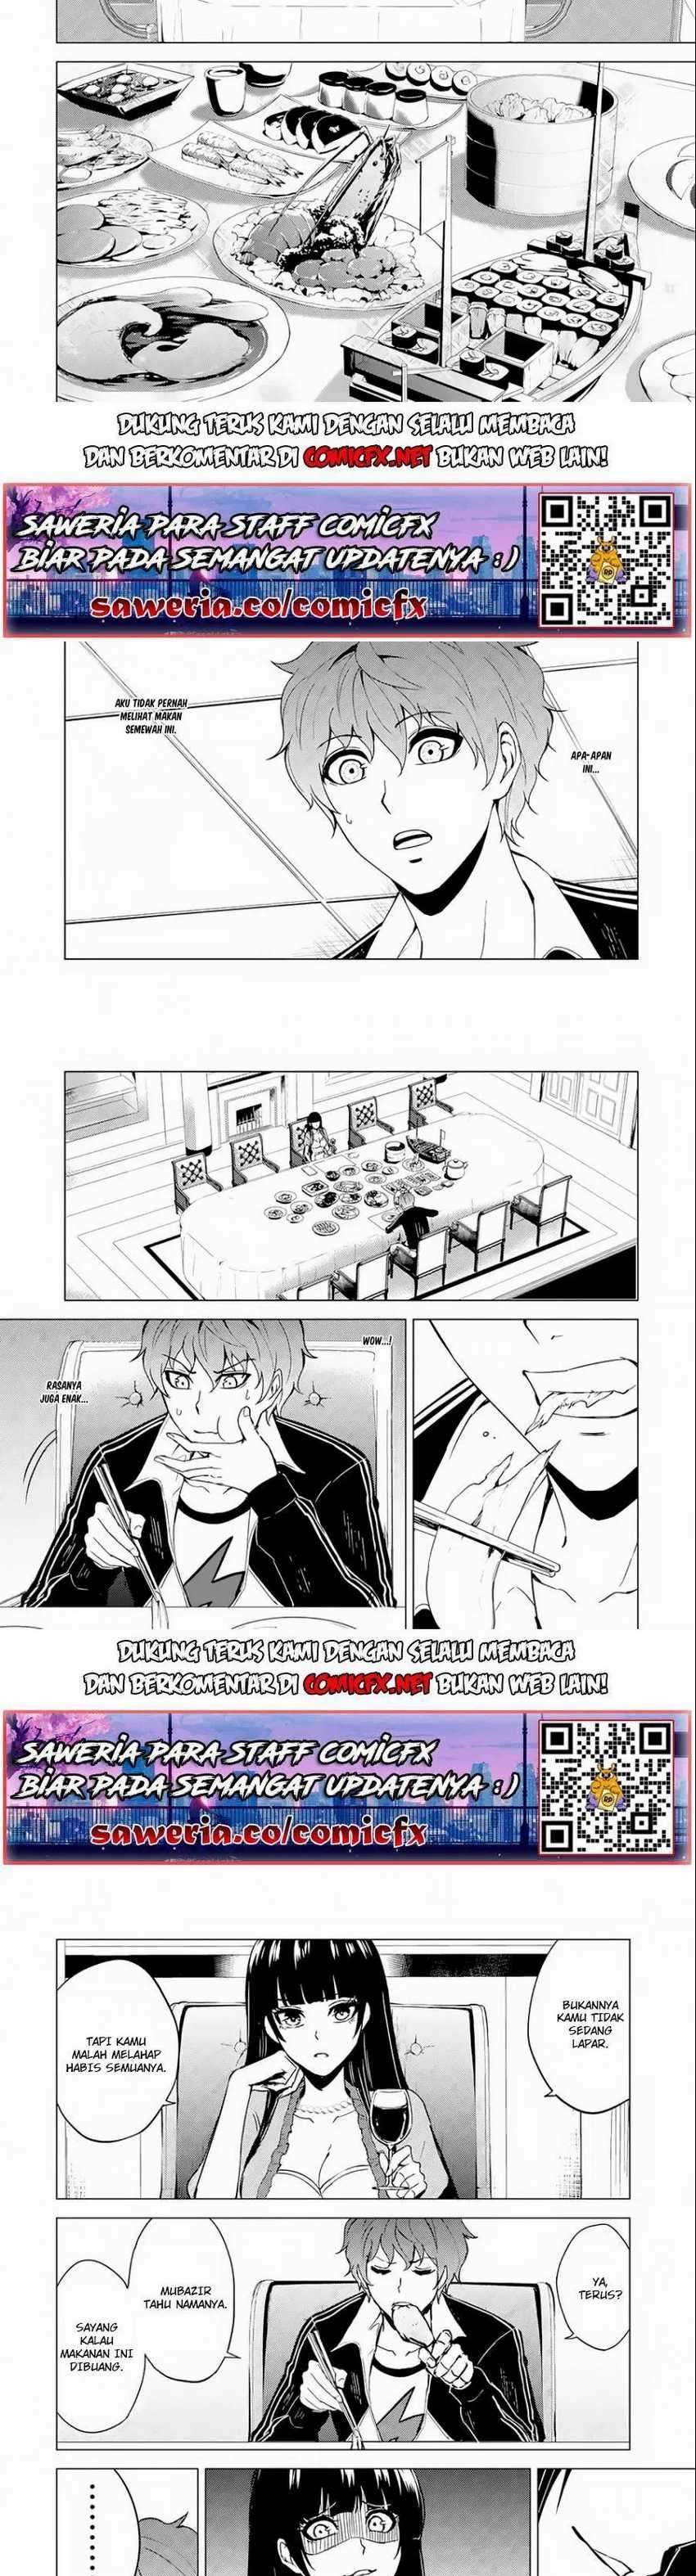 DUKUNG TERUS KAMI DENGAN SELALU MEMBACA
DAN BERKOMENTAR DI COMICFX.NET BUKAN WEB LAIN!
SAWERIA PARA STAFF COMICFX
BIAR PADA SEMANGAT UPDATENYA :)
saweria.co/comicfx
RP
APA-APAN
INI...
AKU TIDAK PERNAH
MELIHAT MAKAN
SEMEWAH INI.
WOW...!
RASANYA
JUGA ENAK...
DUKUNG TERUS KAMI DENGAN SELALU MEMBACA
DAN BERKOMENTAR DI COMICFX.NET BUKAN WEB LAIN!
SAWERIA PARA STAFF COMICFX
BIAR PADA SEMANGAT UPDATENYA :)
saweria.co/comicfx
RP
BUKANNYA
KAMU TIDAK
SEDANG
LAPAR.
TAPI KAMU
MALAH MELAHAP
HABIS SEMUANYA.
YA,
TERUS?
MUBAZIR
TAHU NAMANYA.
SAYANG
KALAU
MAKANAN INI
DIBUANG.